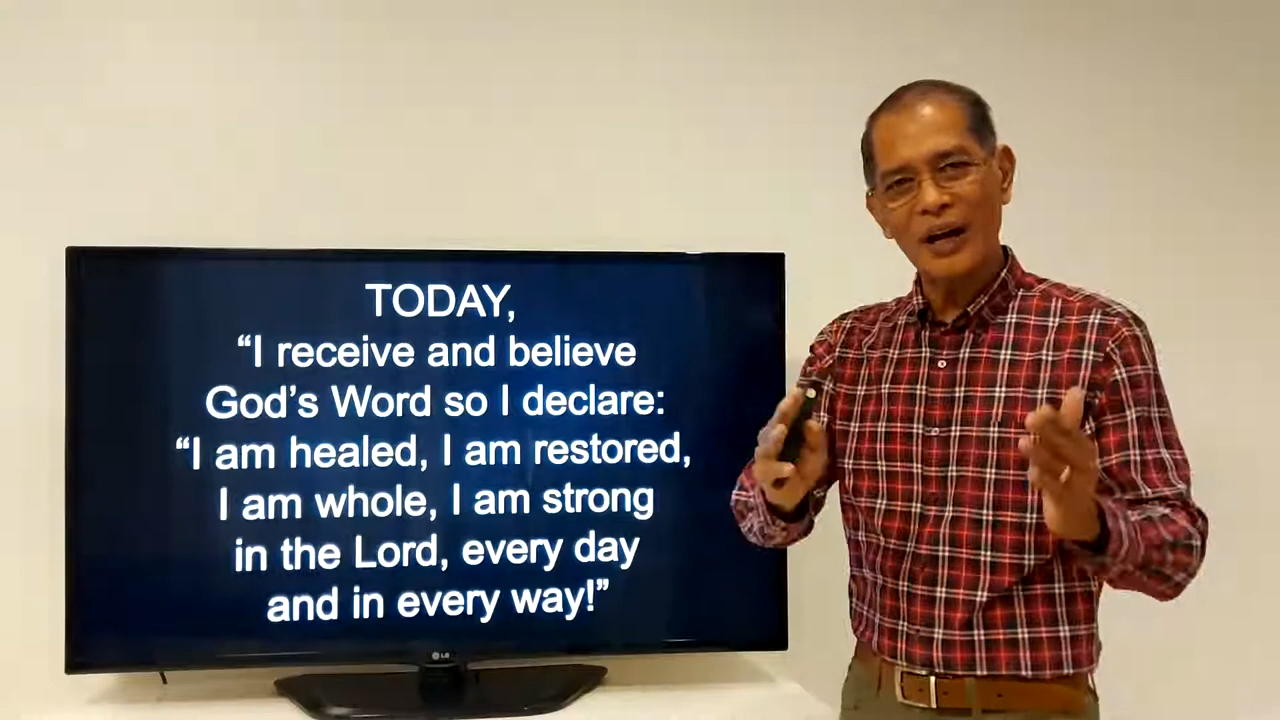 TODAY,
“I receive and believe
God’s Word so I declare:
“I am healed, I am restored,
I am whole, I am strong
in the Lord, every day
and in every way!”
LG